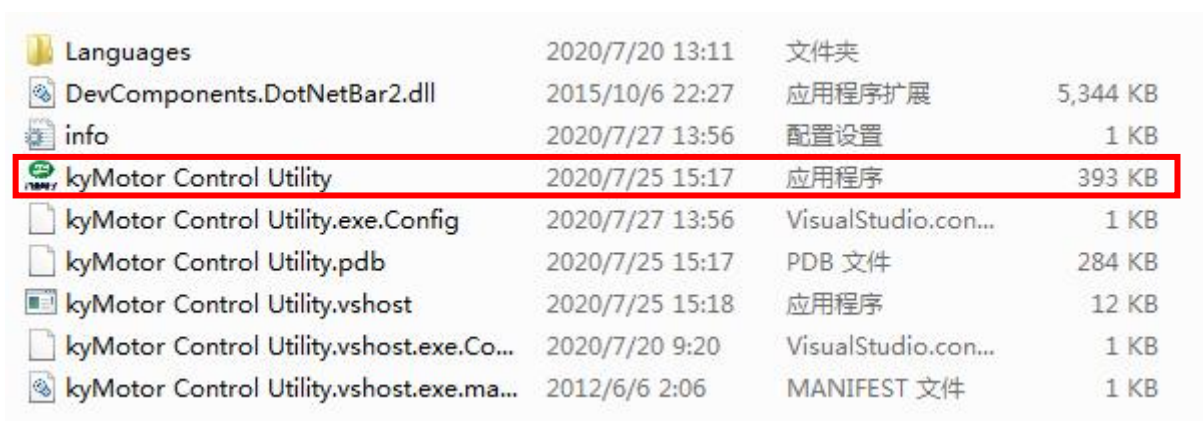 Languages 2020/7/20 13:11 文件夹
DevComponents.DotNetBar2.dll 2015/10/6 22:27 应用程序扩展 5,344 KB
info 2020/7/27 13:56 配置设置 1 KB
kyMotor Control Utility 2020/7/25 15:17 应用程序 393 KB
kyMotor Control Utility.exe.Config 2020/7/27 13:56 VisualStudio.con... 1 KB
kyMotor Control Utility.pdb 2020/7/25 15:17 PDB 文件 284 KB
kyMotor Control Utility.vshost 2020/7/25 15:18 应用程序 12 KB
kyMotor Control Utility.vshost.exe.Co... 2020/7/20 9:20 VisualStudio.con... 1 KB
kyMotor Control Utility.vshost.exe.ma... 2012/6/6 2:06 MANIFEST 文件 1 KB